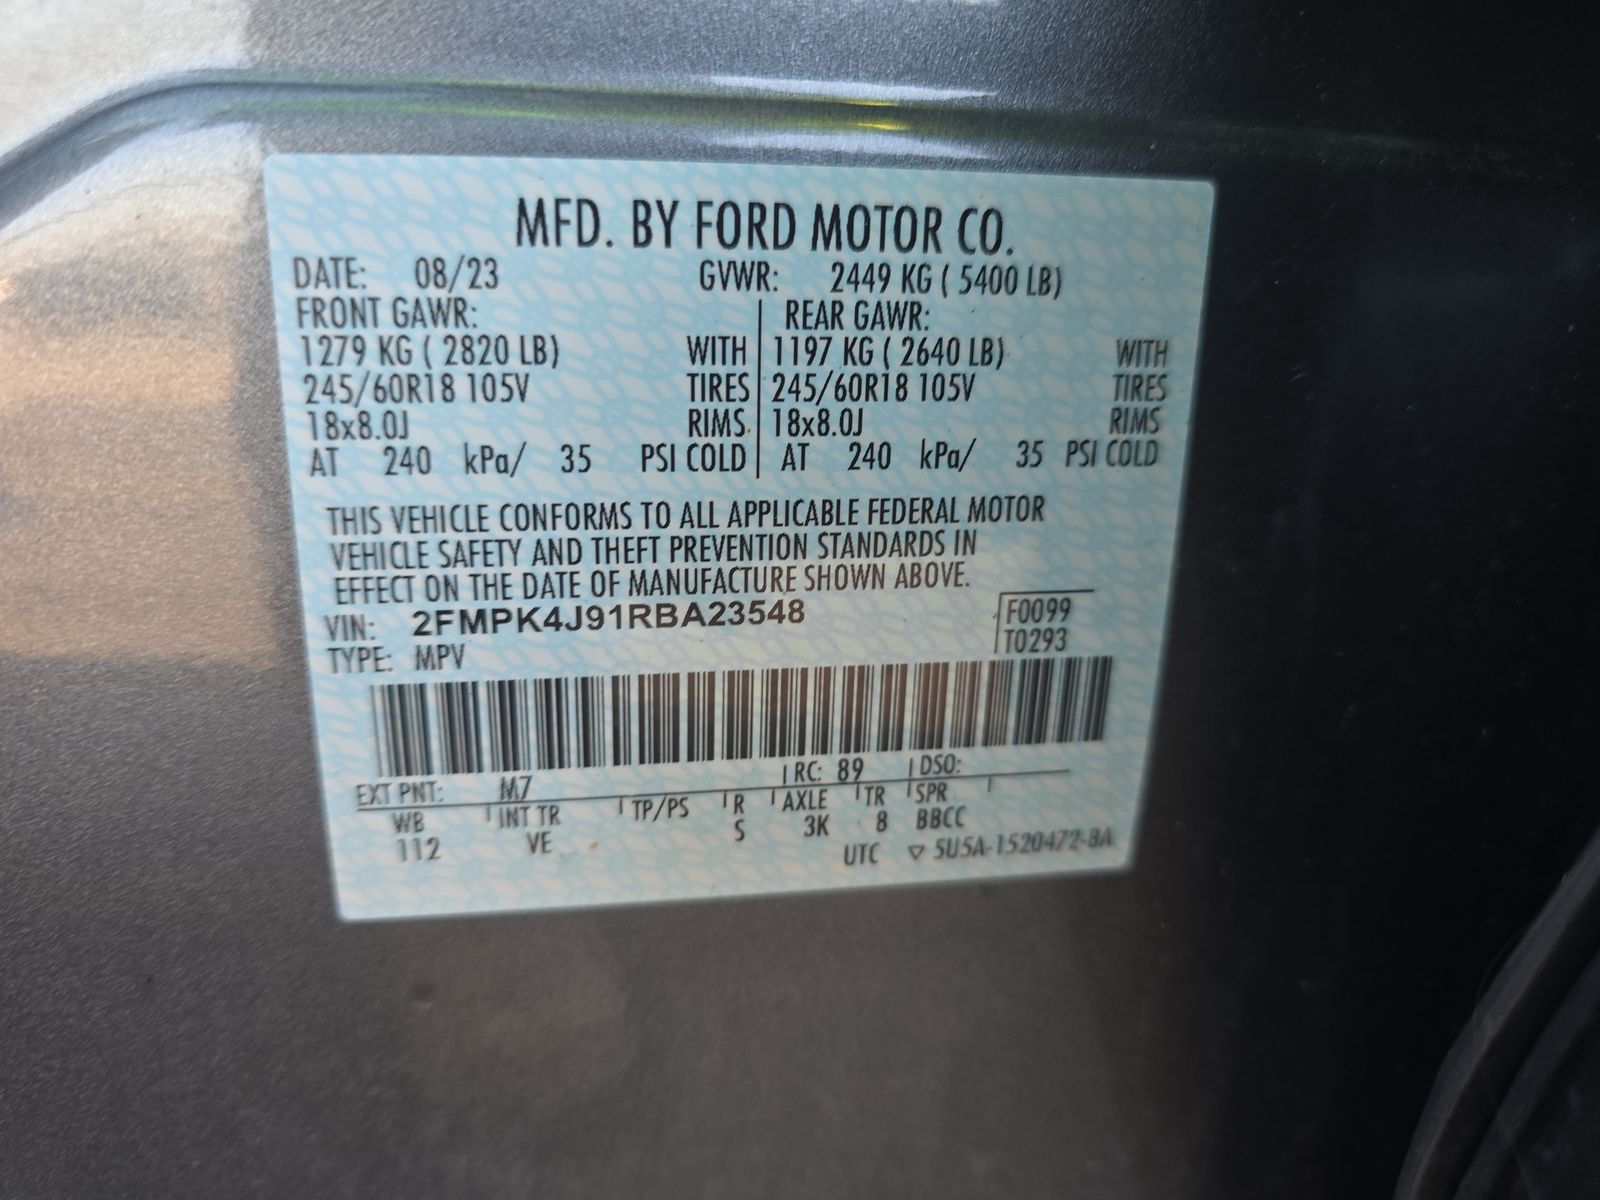 MFD. BY FORD MOTOR CO.
DATE: 08/23 GVWR: 2449 KG ( 5400 LB)
FRONT GAWR: REAR GAWR:
1279 KG ( 2820 LB) WITH 1197 KG ( 2640 LB) WITH
245/60R18 105V TIRES 245/60R18 105V TIRES
18x8.0J RIMS 18x8.0J RIMS
AT 240 kPa/ 35 PSI COLD AT 240 kPa/ 35 PSI COLD
THIS VEHICLE CONFORMS TO ALL APPLICABLE FEDERAL MOTOR
VEHICLE SAFETY AND THEFT PREVENTION STANDARDS IN
EFFECT ON THE DATE OF MANUFACTURE SHOWN ABOVE.
VIN: 2FMPK4J91RBA23548 F0099
TYPE: MPV T0293
EXT PNT: M7 RC: 89 DSO:
WB INT TR TP/PS R AXLE TR SPR
112 VE S 3K 8 BBCC
UTC ▽ 5U5A-1520472-BA